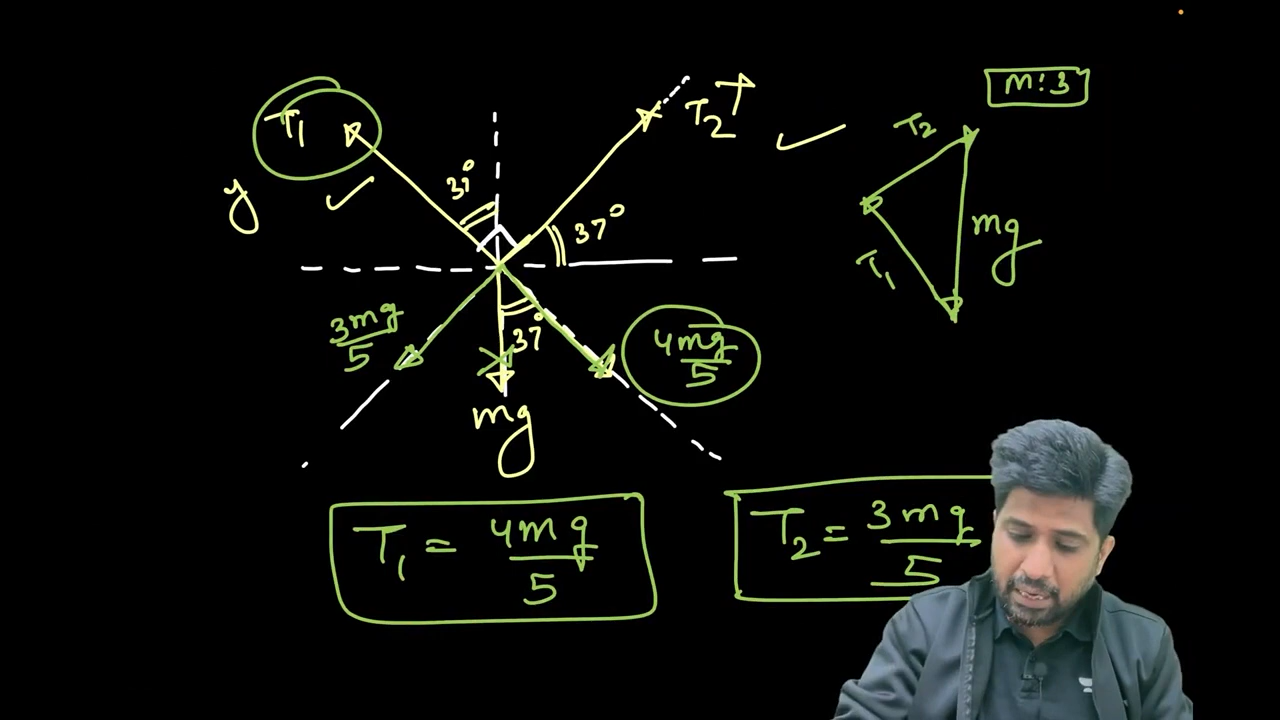 M:3
T₁
T₂
T₂
37°
y
37°
mg
T₁
3mg/5
37°
4mg/5
mg
T₁ = 4mg/5
T₂ = 3mg/5